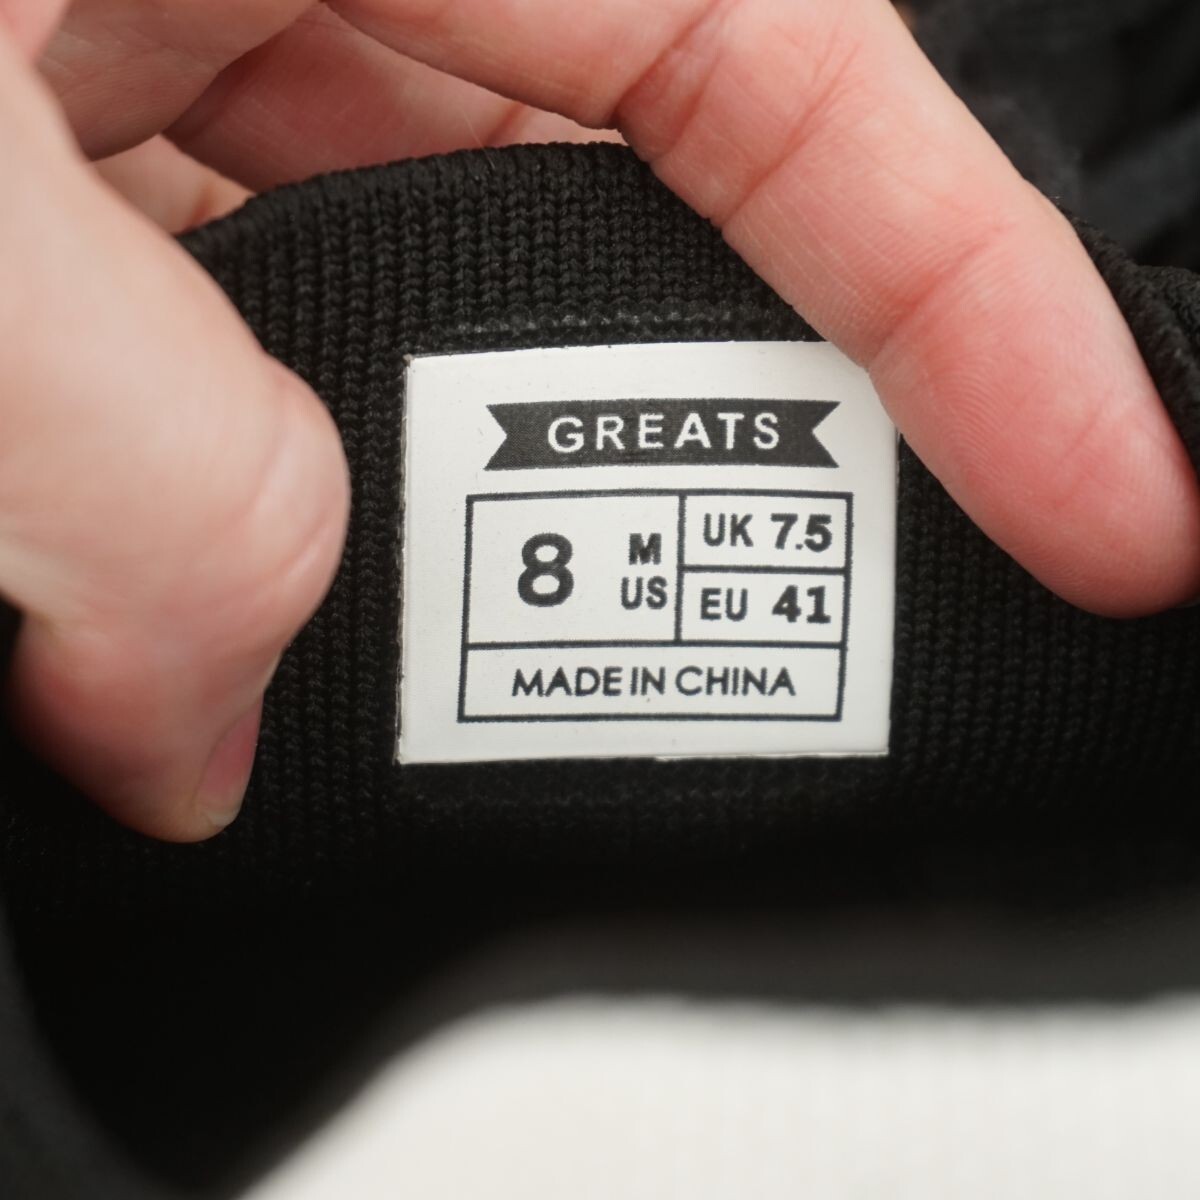 GREATS
8 M US
UK 7.5
EU 41
MADE IN CHINA